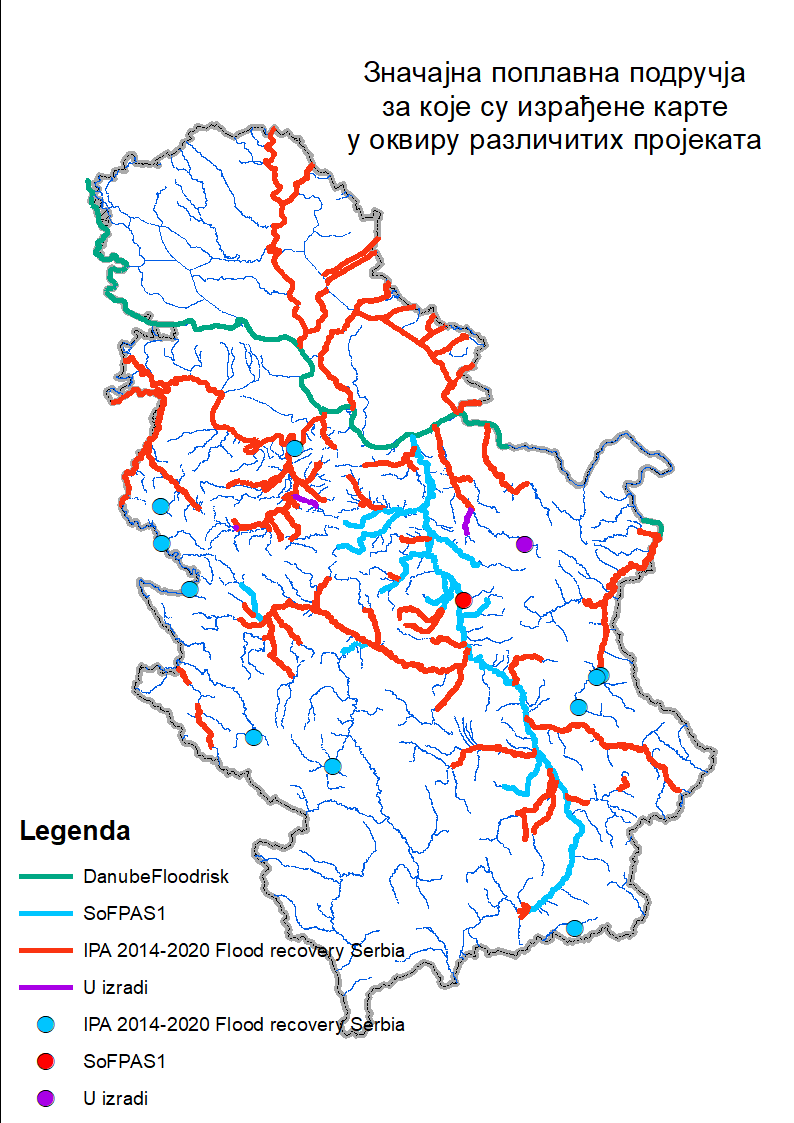 Значајна поплавна подручја
за које су израђене карте
у оквиру различитих пројеката
Legenda
DanubeFloodrisk
SoFPAS1
IPA 2014-2020 Flood recovery Serbia
U izradi
IPA 2014-2020 Flood recovery Serbia
SoFPAS1
U izradi